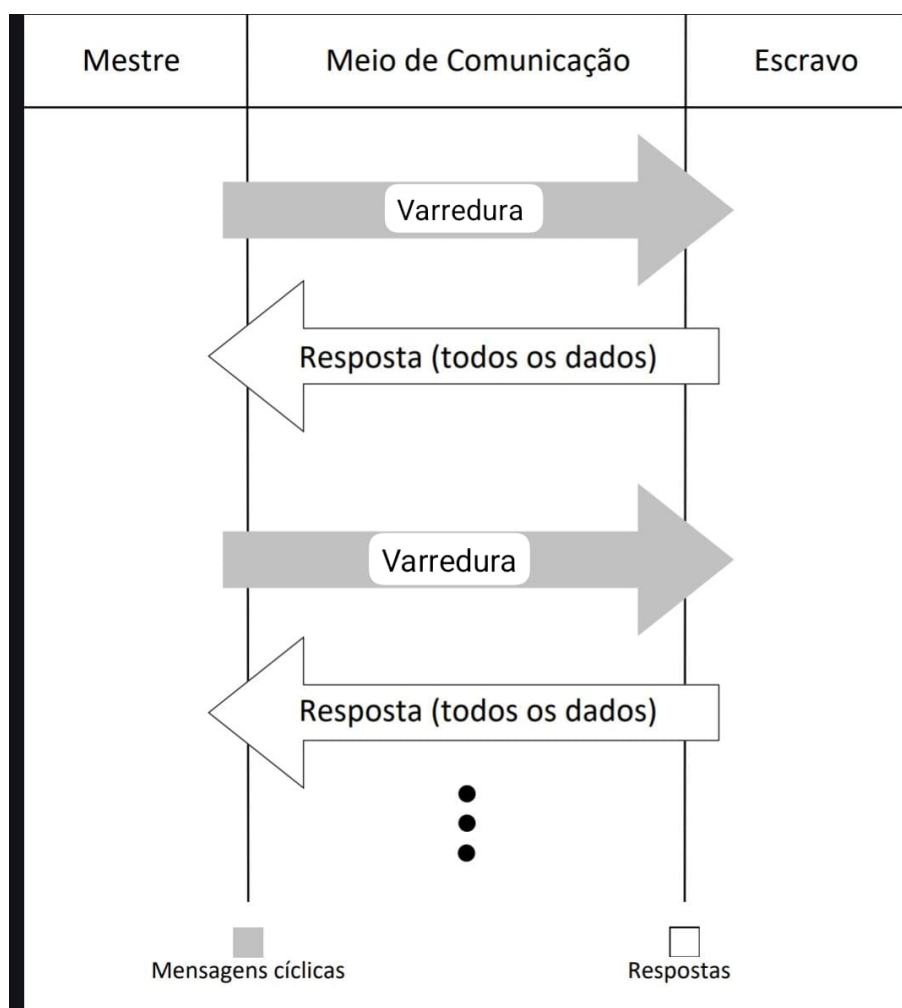 Mestre
Meio de Comunicação
Escravo
Varredura
Resposta (todos os dados)
Varredura
Resposta (todos os dados)
Mensagens cíclicas
Respostas